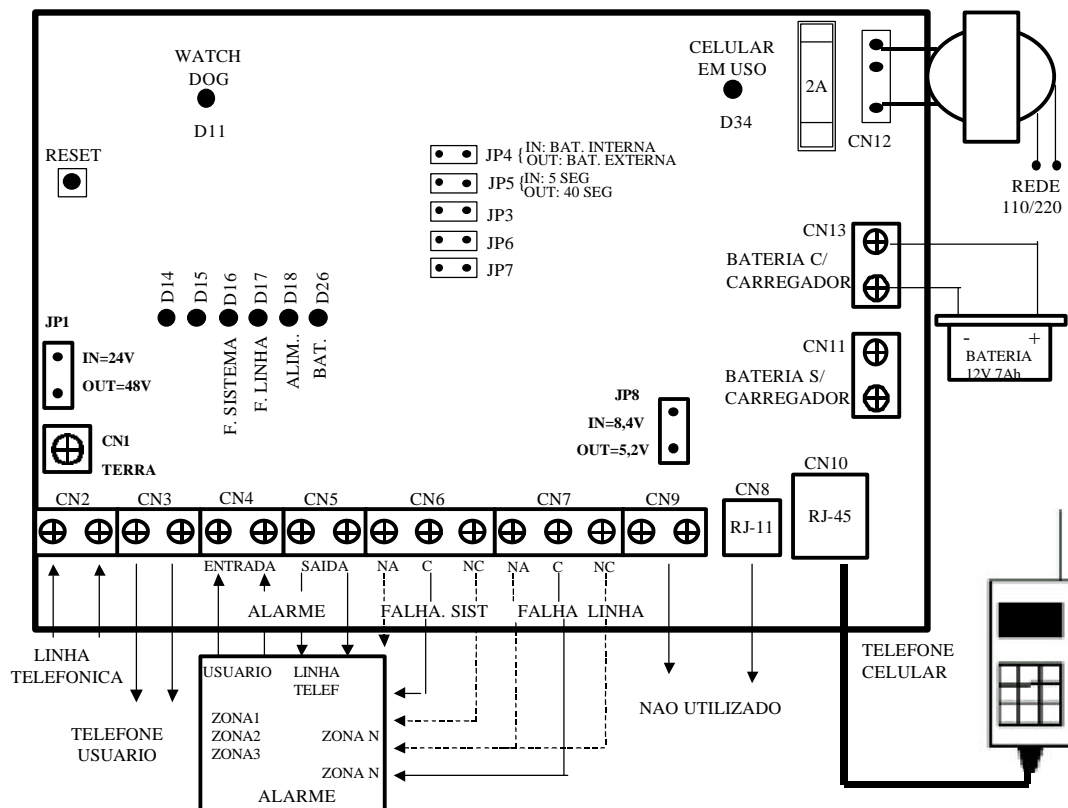 WATCH
DOG
D11
CELULAR
EM USO
D34
2A
CN12
REDE
110/220
RESET
JP4 { IN: BAT. INTERNA
OUT: BAT. EXTERNA
JP5 { IN: 5 SEG
OUT: 40 SEG
JP3
JP6
JP7
CN13
BATERIA C/
CARREGADOR
D14
D15
D16
D17
D18
D26
F. SISTEMA
F. LINHA
ALIM..
BAT.
JP1
IN=24V
OUT=48V
CN11
BATERIA S/
CARREGADOR
- +
BATERIA
12V 7Ah
JP8
IN=8,4V
OUT=5,2V
CN1
TERRA
CN2
CN3
CN4
CN5
CN6
CN7
CN9
CN8
RJ-11
CN10
RJ-45
ENTRADA
SAIDA
NA
C
NC
NA
C
NC
ALARME
FALHA. SIST
FALHA LINHA
LINHA
TELEFONICA
TELEFONE
USUARIO
USUARIO
LINHA
TELEF
ZONA1
ZONA2
ZONA3
ZONA N
ZONA N
ALARME
NAO UTILIZADO
TELEFONE
CELULAR